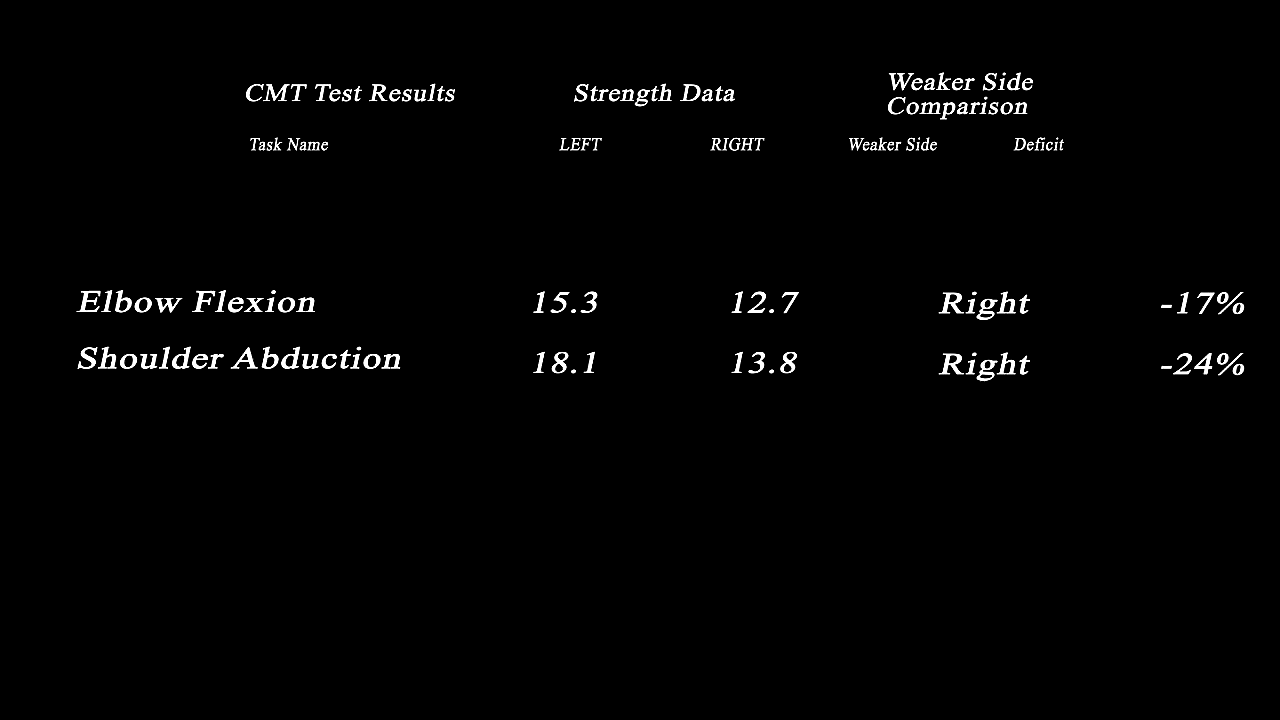 CMT Test Results Strength Data Weaker Side Comparison
Task Name LEFT RIGHT Weaker Side Deficit
Elbow Flexion 15.3 12.7 Right -17%
Shoulder Abduction 18.1 13.8 Right -24%